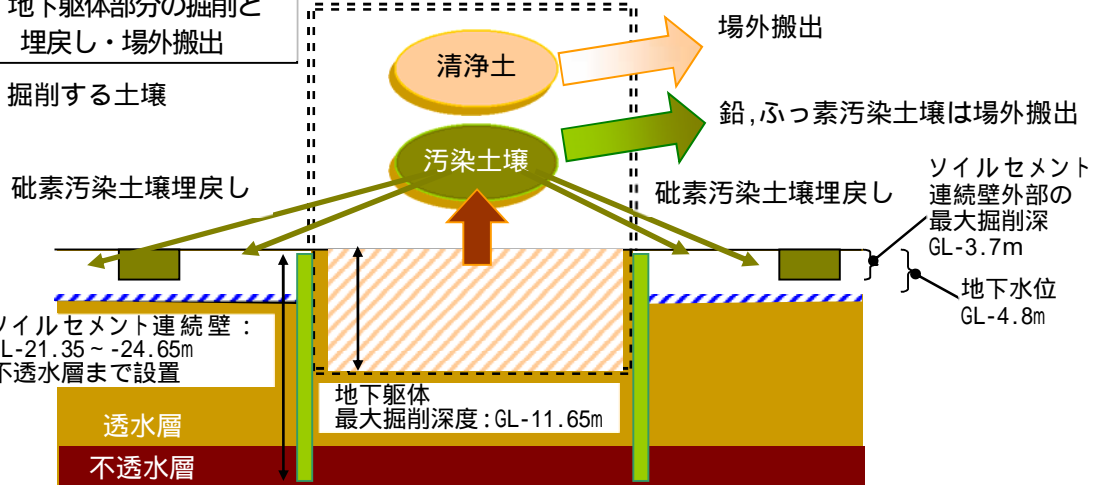 地下躯体部分の掘削と
埋戻し・場外搬出
掘削する土壌
清浄土
場外搬出
汚染土壌
鉛,ふっ素汚染土壌は場外搬出
砒素汚染土壌埋戻し
砒素汚染土壌埋戻し
ソイルセメント
連続壁外部の
最大掘削深
GL-3.7m
地下水位
GL-4.8m
ソイルセメント連続壁：
L-21.35～-24.65m
不透水層まで設置
地下躯体
最大掘削深度:GL-11.65m
透水層
不透水層